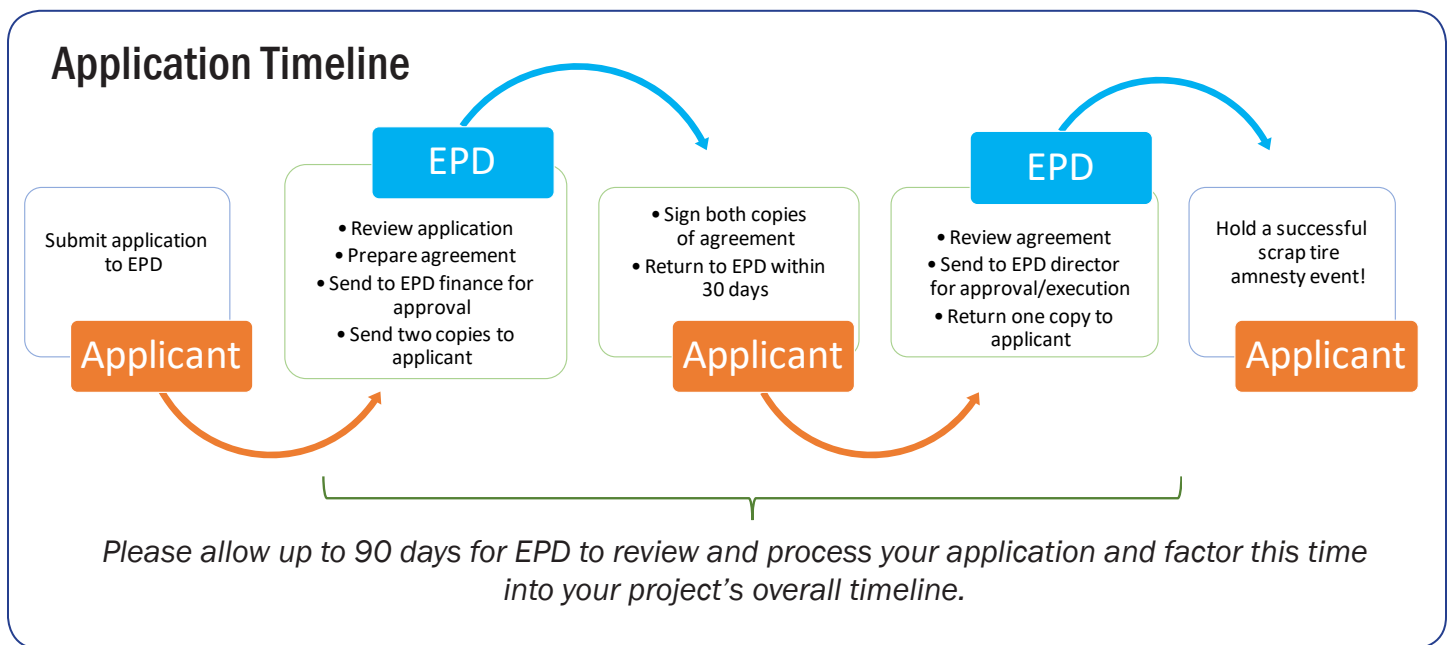 Application Timeline
Submit application
to EPD
Applicant
EPD
• Review application
• Prepare agreement
• Send to EPD finance for
approval
• Send two copies to
applicant
• Sign both copies
of agreement
• Return to EPD within
30 days
Applicant
EPD
• Review agreement
• Send to EPD director
for approval/execution
• Return one copy to
applicant
Hold a successful
scrap tire
amnesty event!
Applicant
Please allow up to 90 days for EPD to review and process your application and factor this time
into your project’s overall timeline.